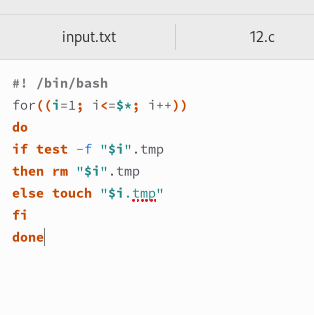 input.txt 12.c
#! /bin/bash
for((i=1; i<=$*; i++))
do
if test -f "$i".tmp
then rm "$i".tmp
else touch "$i.tmp"
fi
done